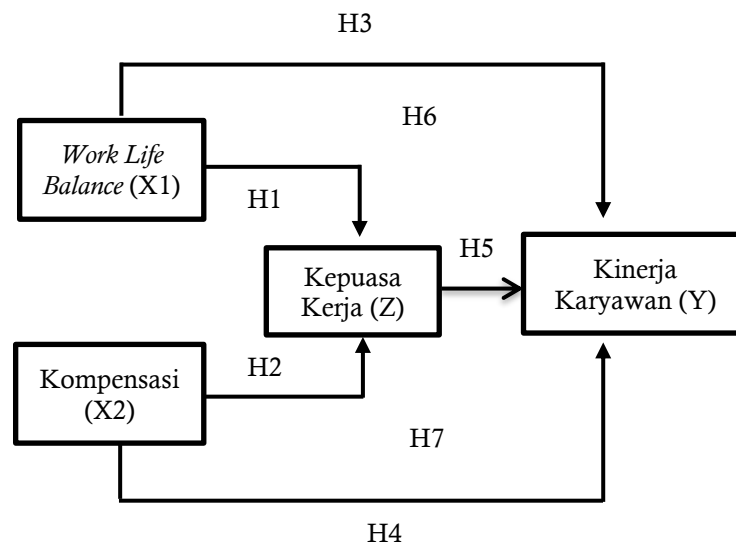 H3
H6
Work Life
Balance (X1)
H1
H5
Kepuasa
Kerja (Z)
Kinerja
Karyawan (Y)
Kompensasi
(X2)
H2
H7
H4